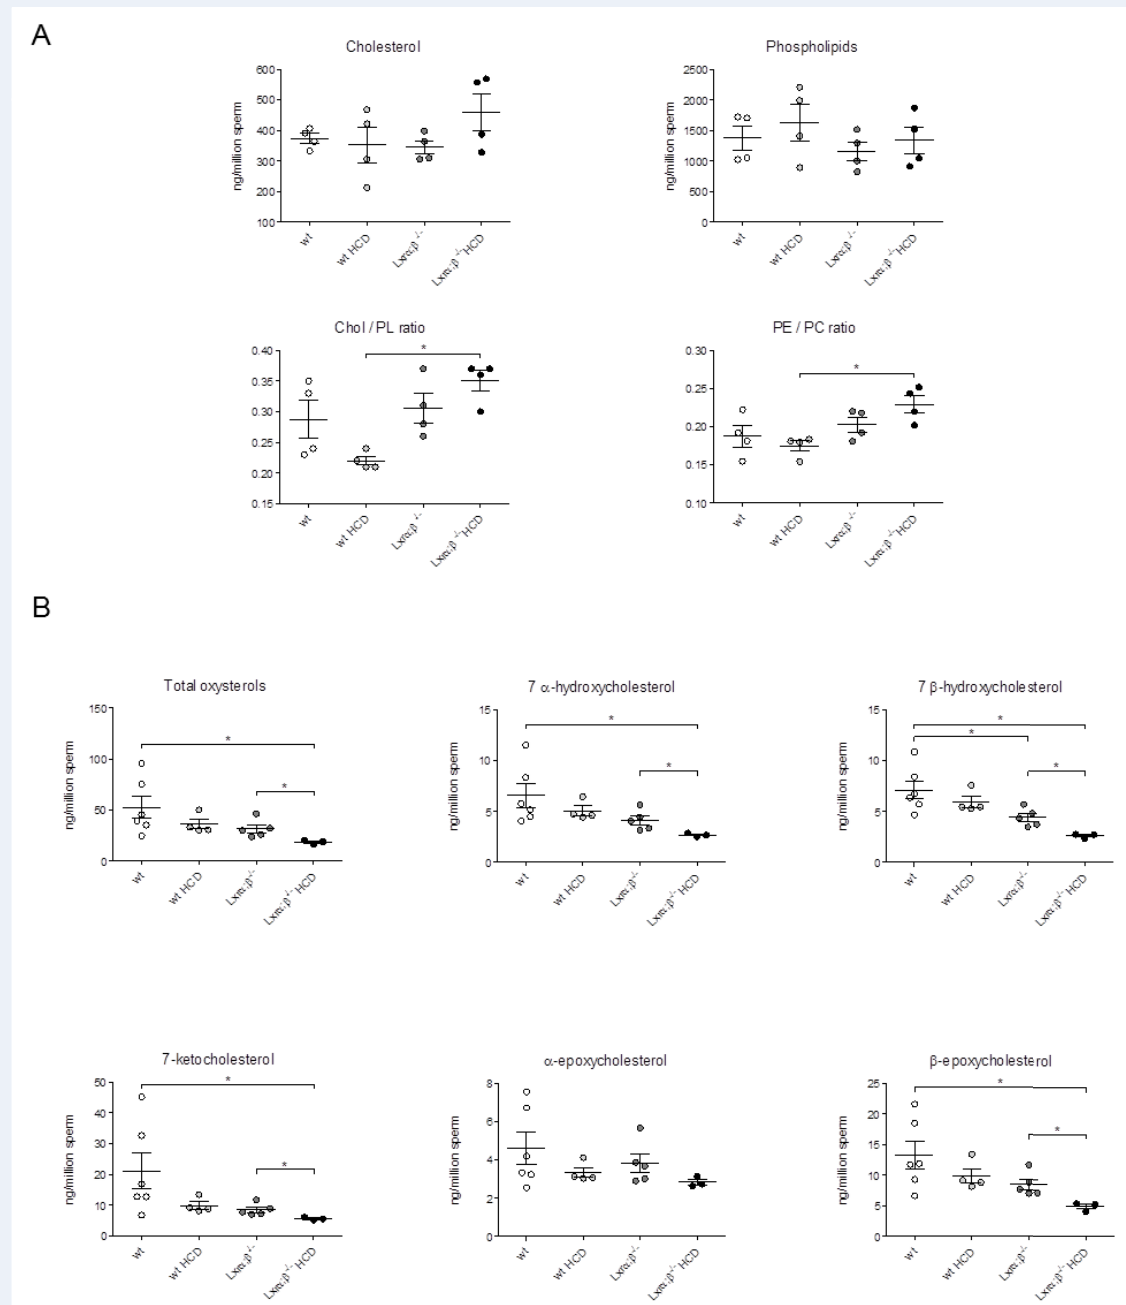 A
Cholesterol
ng/million sperm
600
500
400
300
200
100
wt
wt HCD
Lxrα;β⁻/⁻
Lxrα;β⁻/⁻HCD
Phospholipids
ng/million sperm
2500
2000
1500
1000
500
0
wt
wt HCD
Lxrα;β⁻/⁻
Lxrα;β⁻/⁻HCD
Chol / PL ratio
0.40
0.35
0.30
0.25
0.20
0.15
*
wt
wt HCD
Lxrα;β⁻/⁻
Lxrα;β⁻/⁻HCD
PE / PC ratio
0.30
0.25
0.20
0.15
0.10
*
wt
wt HCD
Lxrα;β⁻/⁻
Lxrα;β⁻/⁻HCD
B
Total oxysterols
ng/million sperm
150
100
50
0
*
*
wt
wt HCD
Lxrα;β⁻/⁻
Lxrα;β⁻/⁻ HCD
7 α-hydroxycholesterol
ng/million sperm
15
10
5
0
*
*
wt
wt HCD
Lxrα;β⁻/⁻
Lxrα;β⁻/⁻ HCD
7 β-hydroxycholesterol
ng/million sperm
15
10
5
0
*
*
*
wt
wt HCD
Lxrα;β⁻/⁻
Lxrα;β⁻/⁻ HCD
7-ketocholesterol
ng/million sperm
50
40
30
20
10
0
*
*
wt
wt HCD
Lxrα;β⁻/⁻
Lxrα;β⁻/⁻ HCD
α-epoxycholesterol
ng/million sperm
8
6
4
2
0
wt
wt HCD
Lxrα;β⁻/⁻
Lxrα;β⁻/⁻ HCD
β-epoxycholesterol
ng/million sperm
25
20
15
10
5
0
*
*
wt
wt HCD
Lxrα;β⁻/⁻
Lxrα;β⁻/⁻ HCD